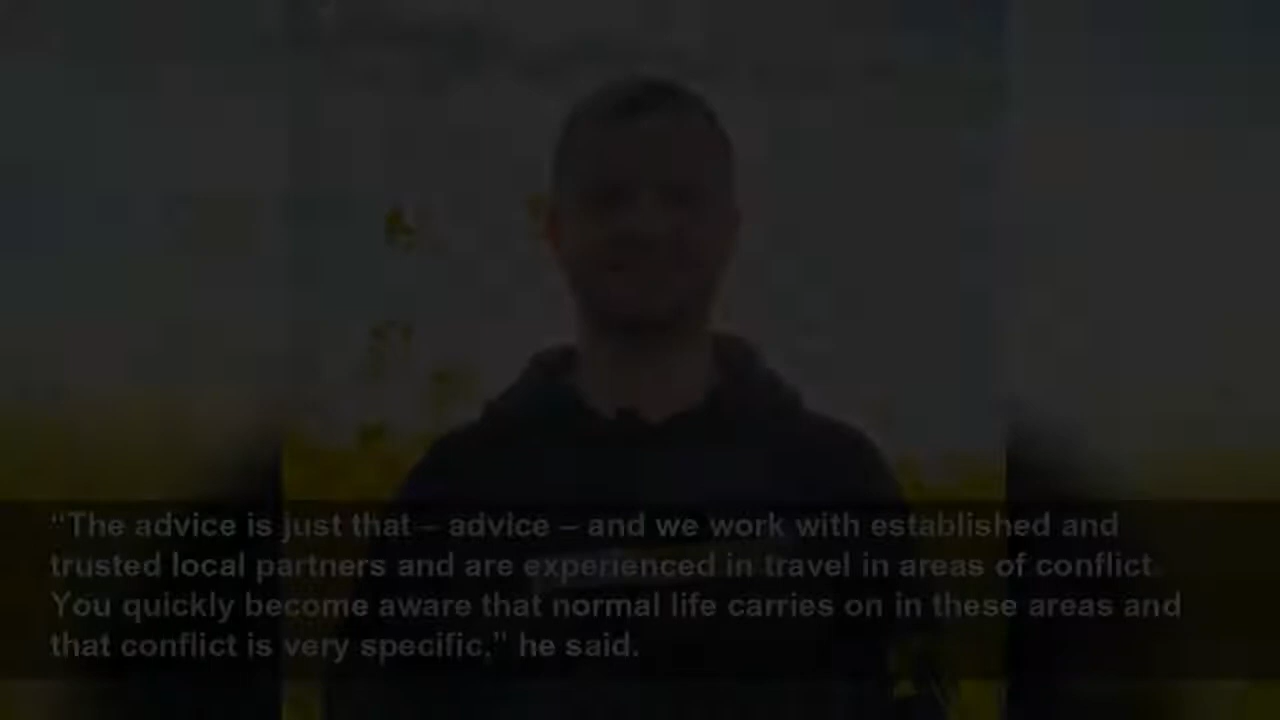 “The advice is just that – advice – and we work with established and
trusted local partners and are experienced in travel in areas of conflict.
You quickly become aware that normal life carries on in these areas and
that conflict is very specific,” he said.